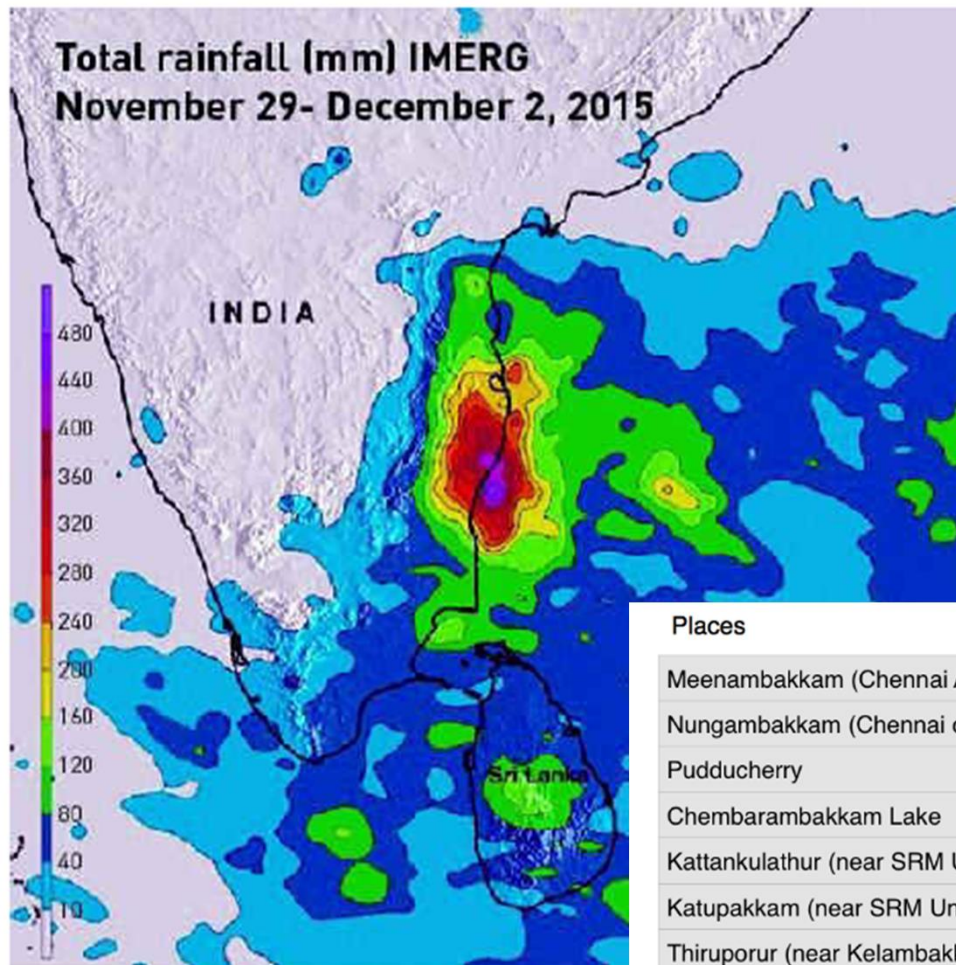 Total rainfall (mm) IMERG
November 29- December 2, 2015
INDIA
480
440
400
360
320
280
240
200
160
120
80
40
10
Sri Lanka
Places
Meenambakkam (Chennai
Nungambakkam (Chennai
Pudducherry
Chembarambakkam Lake
Kattankulathur (near SRM
Katupakkam (near SRM
Thiruporur (near